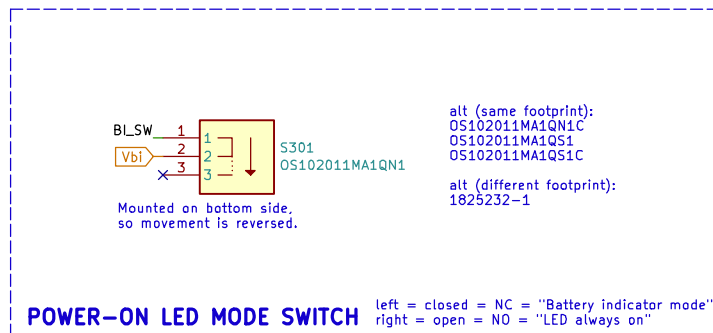 BI_SW
1
1
Vbi
2
2
3
3
S301
OS102011MA1QN1
Mounted on bottom side,
so movement is reversed.
alt (same footprint):
OS102011MA1QN1C
OS102011MA1QS1
OS102011MA1QS1C
alt (different footprint):
1825232-1
POWER-ON LED MODE SWITCH
left = closed = NC = "Battery indicator mode"
right = open = NO = "LED always on"